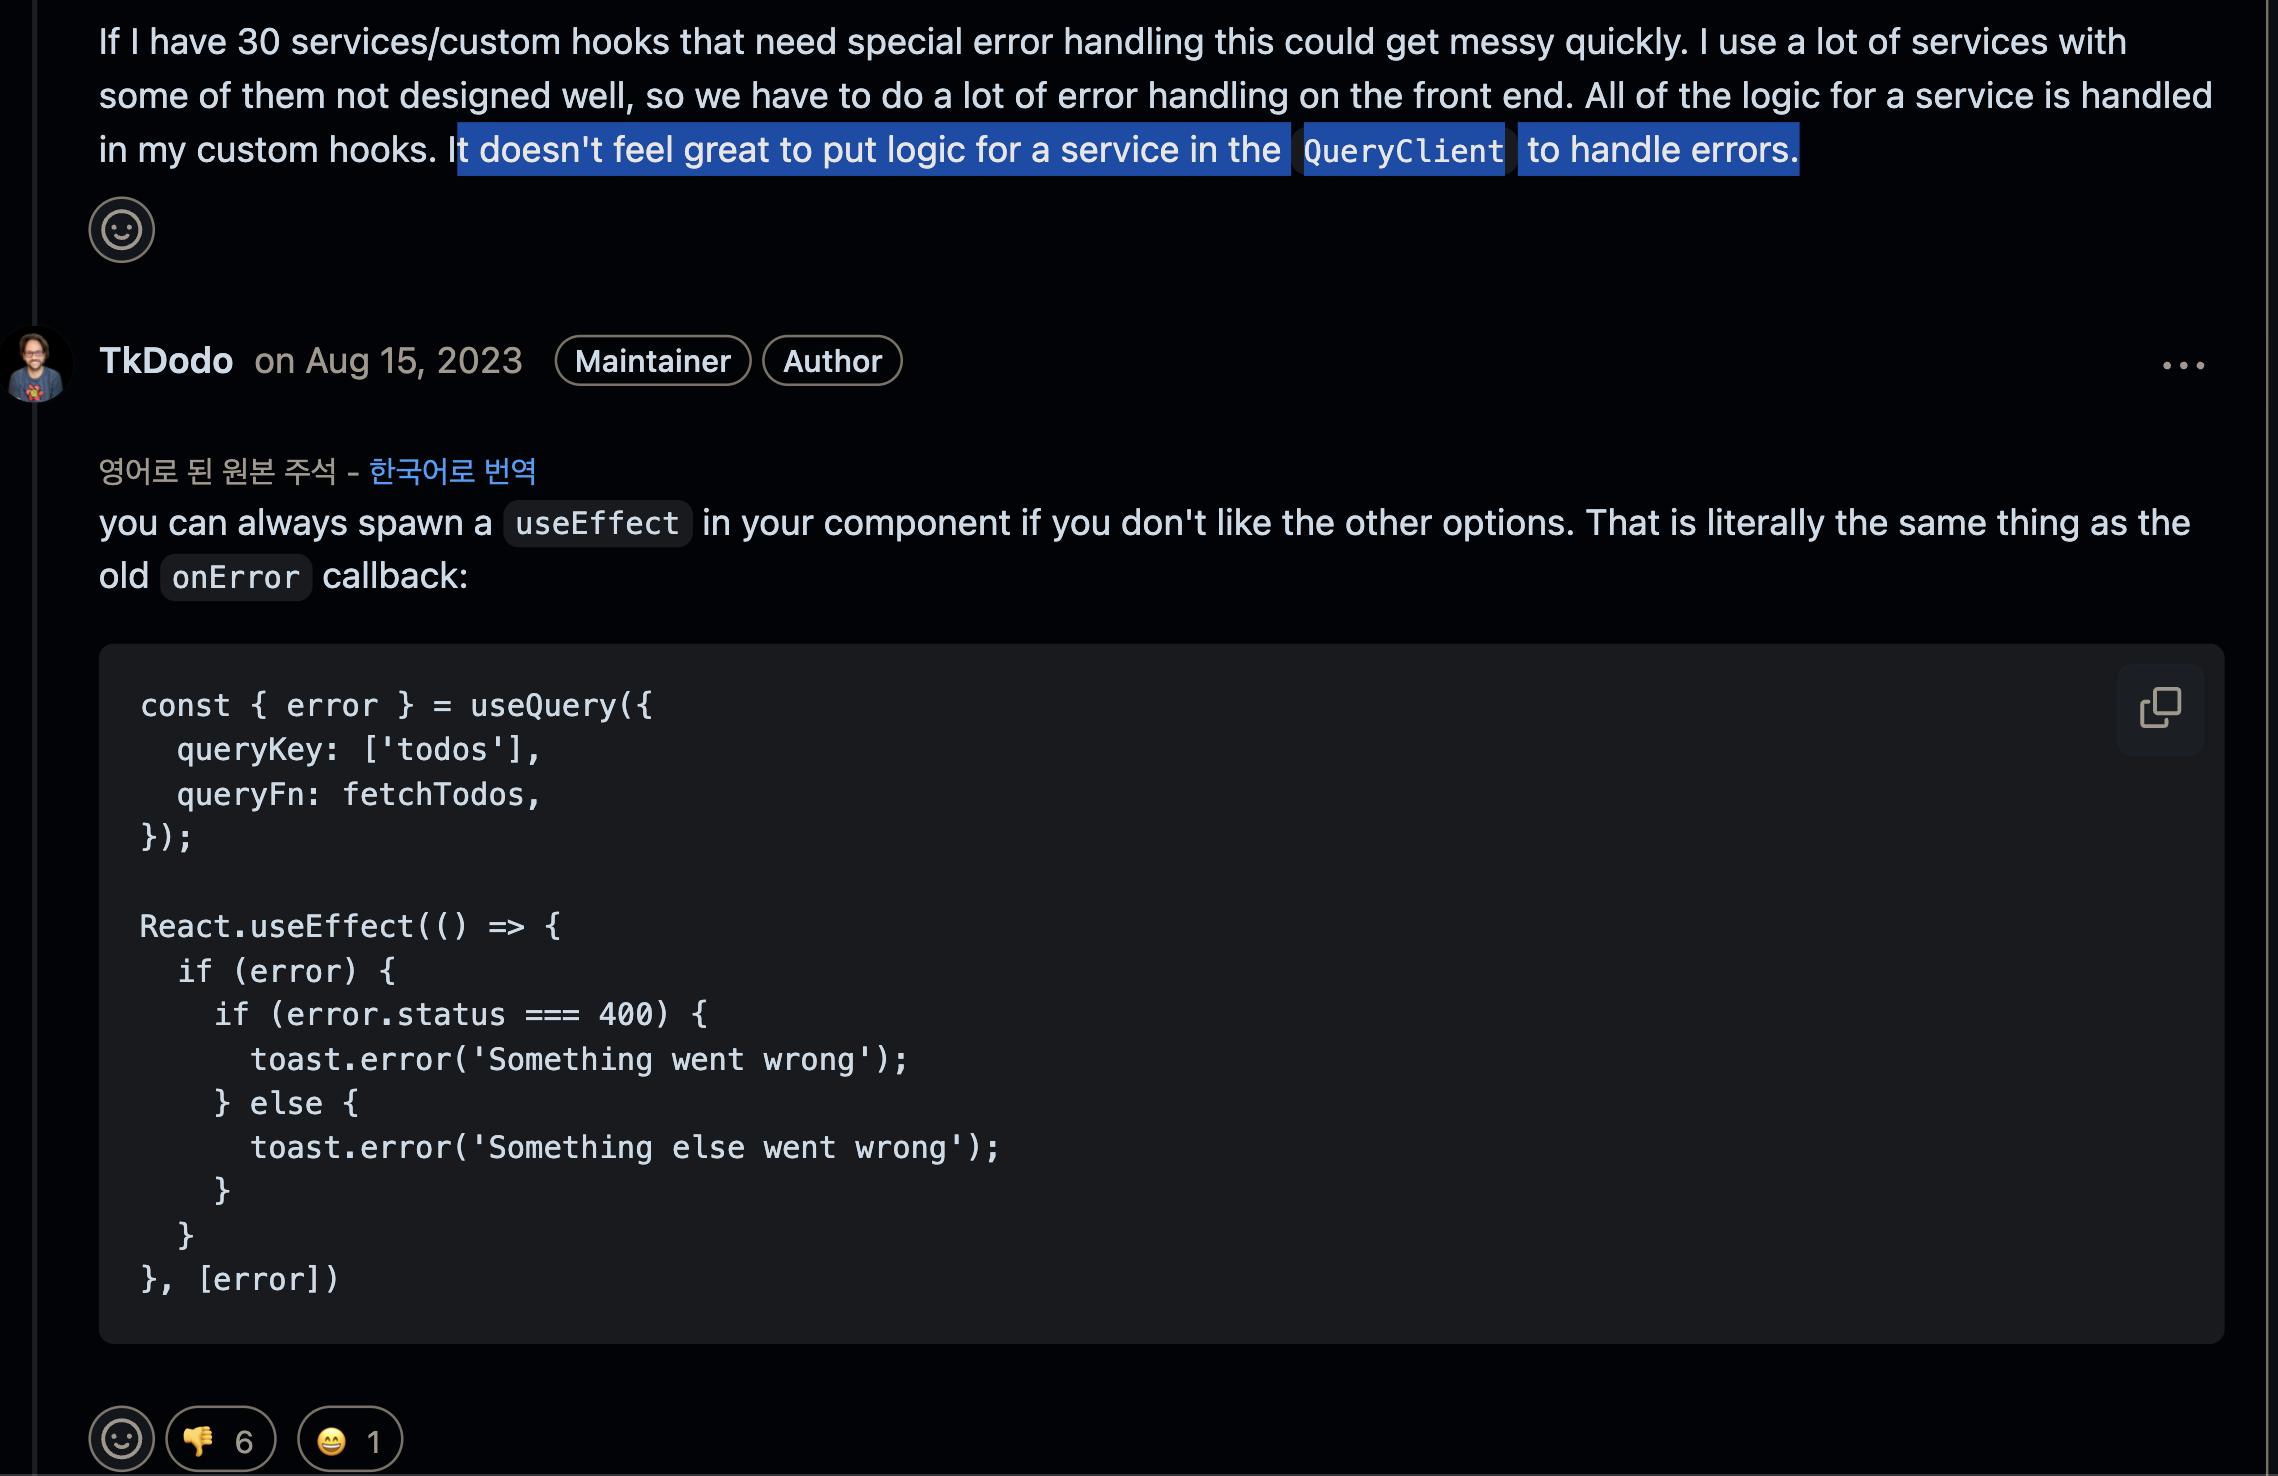 If I have 30 services/custom hooks that need special error handling this could get messy quickly. I use a lot of services with
some of them not designed well, so we have to do a lot of error handling on the front end. All of the logic for a service is handled
in my custom hooks. It doesn't feel great to put logic for a service in the QueryClient to handle errors.
TkDodo on Aug 15, 2023 Maintainer Author
영어로 된 원본 주석 - 한국어로 번역
you can always spawn a useEffect in your component if you don't like the other options. That is literally the same thing as the
old onError callback:
const { error } = useQuery({
  queryKey: ['todos'],
  queryFn: fetchTodos,
});

React.useEffect(() => {
  if (error) {
    if (error.status === 400) {
      toast.error('Something went wrong');
    } else {
      toast.error('Something else went wrong');
    }
  }
}, [error])
👎 6 😄 1